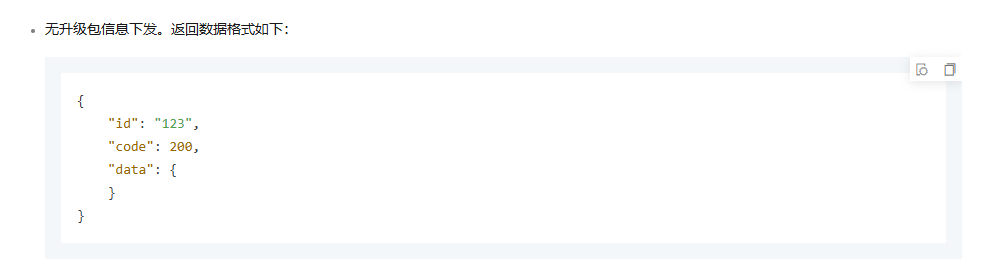 无升级包信息下发。返回数据格式如下：
{
    "id": "123",
    "code": 200,
    "data": {
    }
}